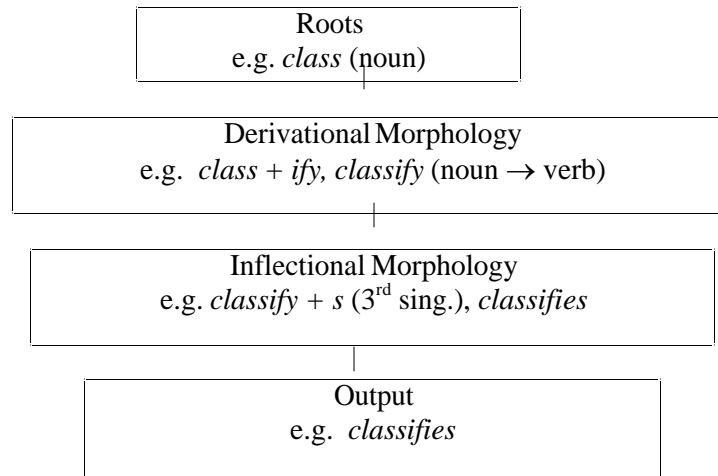 Roots
e.g. class (noun)
Derivational Morphology
e.g. class + ify, classify (noun → verb)
Inflectional Morphology
e.g. classify + s (3rd sing.), classifies
Output
e.g. classifies